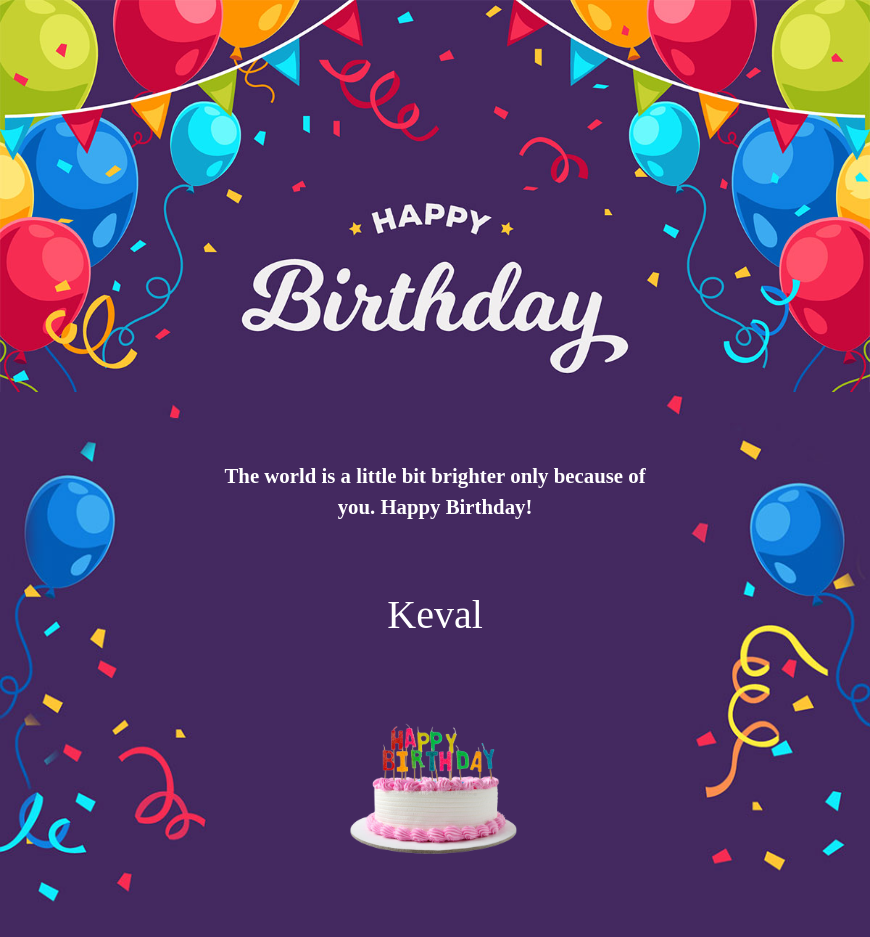 HAPPY
Birthday
The world is a little bit brighter only because of
you. Happy Birthday!
Keval
HAPPY
BIRTHDAY